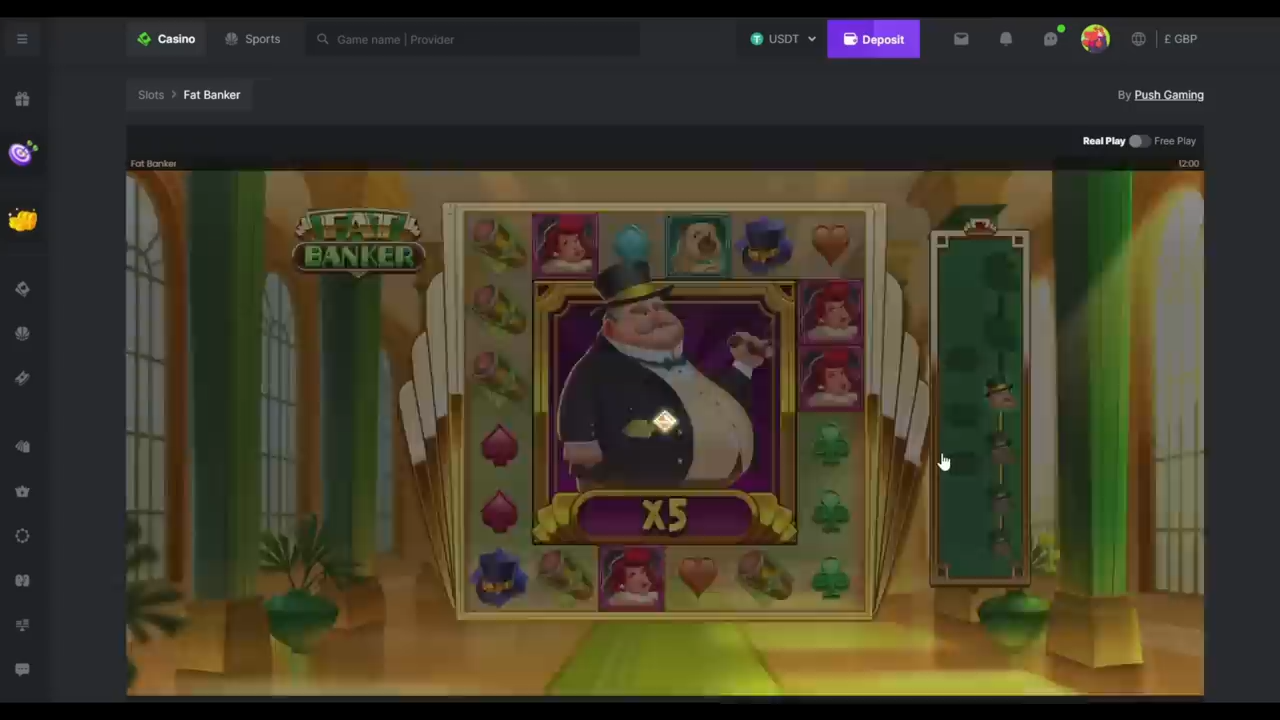 Casino
Sports
Game name | Provider
USDT
Deposit
£ GBP
Slots > Fat Banker
By Push Gaming
Real Play
Free Play
Fat Banker
12:00
FAT
BANKER
X5